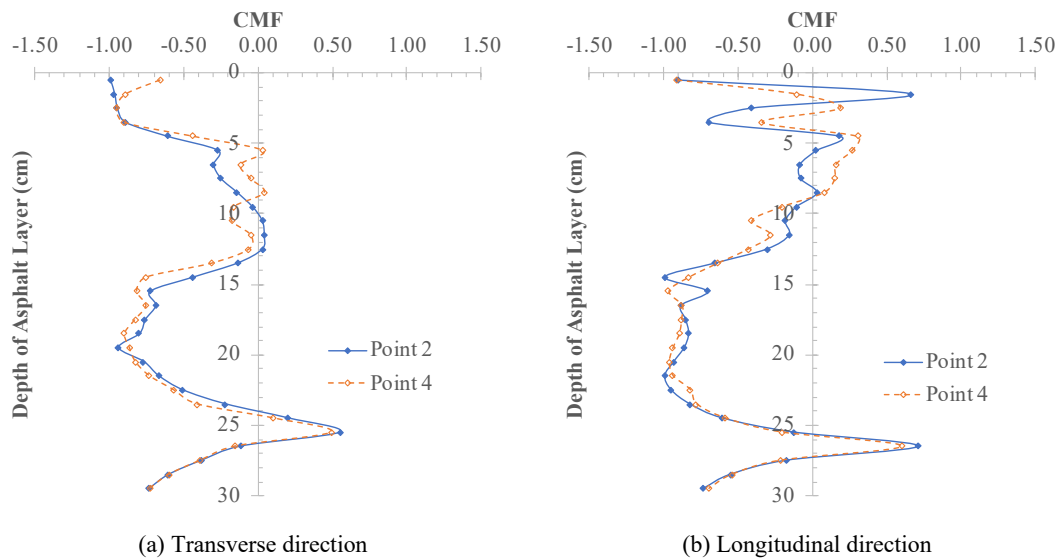 CMF
-1.50 -1.00 -0.50 0.00 0.50 1.00 1.50
0
5
10
15
20
25
30
Depth of Asphalt Layer (cm)
Point 2
Point 4
(a) Transverse direction
CMF
-1.50 -1.00 -0.50 0.00 0.50 1.00 1.50
0
5
10
15
20
25
30
Depth of Asphalt Layer (cm)
Point 2
Point 4
(b) Longitudinal direction